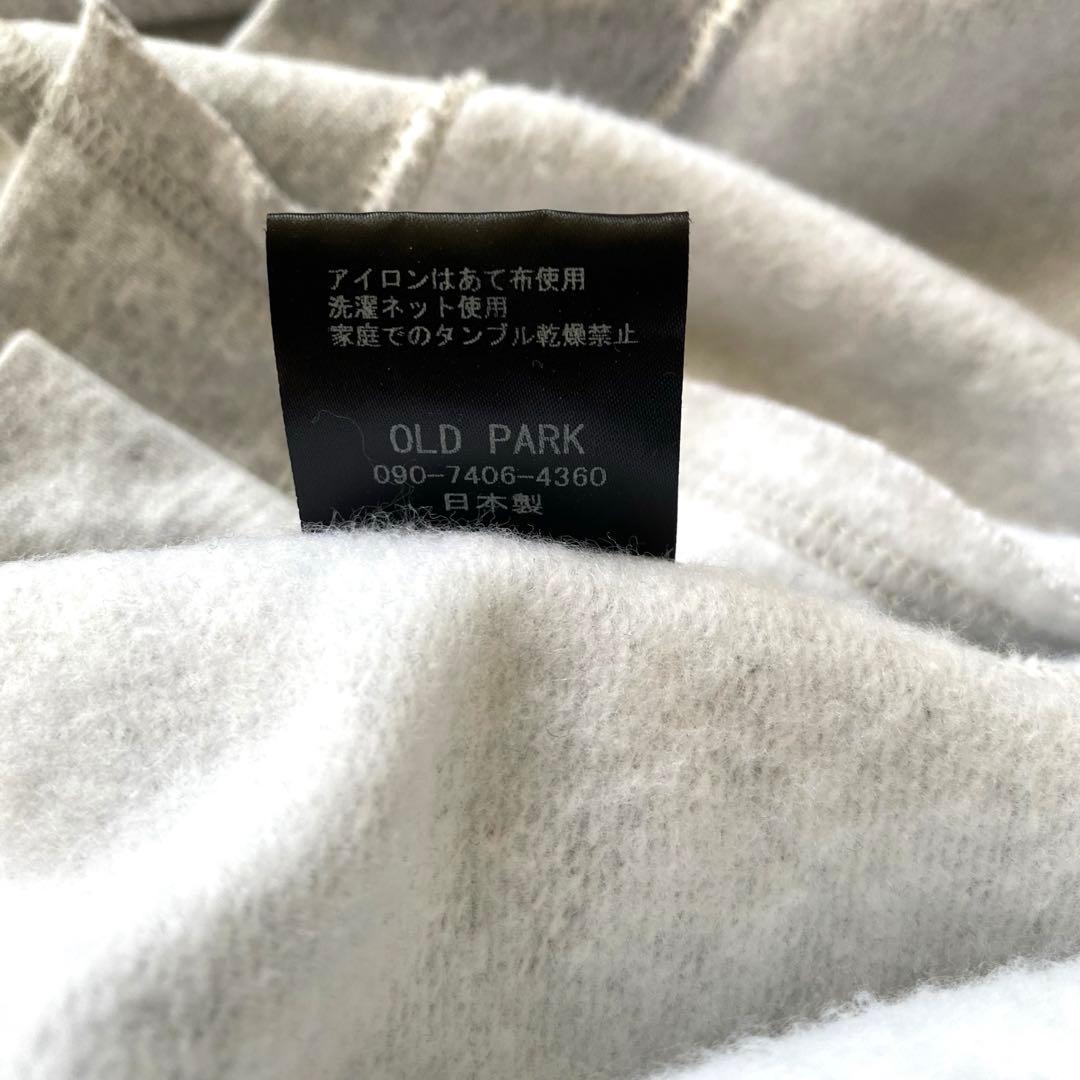 アイロンはあて布使用
洗濯ネット使用
家庭でのタンブル乾燥禁止
OLD PARK
090-7406-4360
日本製